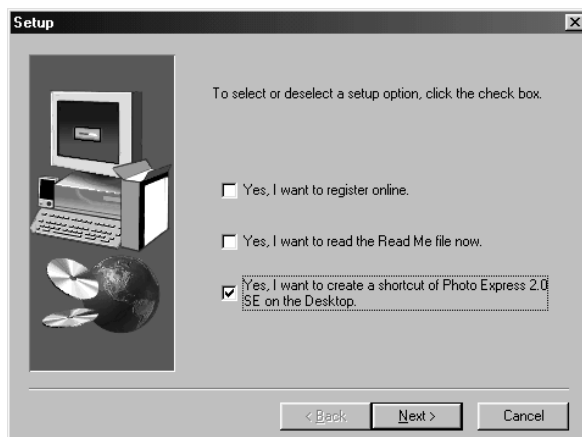 Setup
To select or deselect a setup option, click the check box.
Yes, I want to register online.
Yes, I want to read the Read Me file now.
Yes, I want to create a shortcut of Photo Express 2.0
SE on the Desktop.
< Back
Next >
Cancel